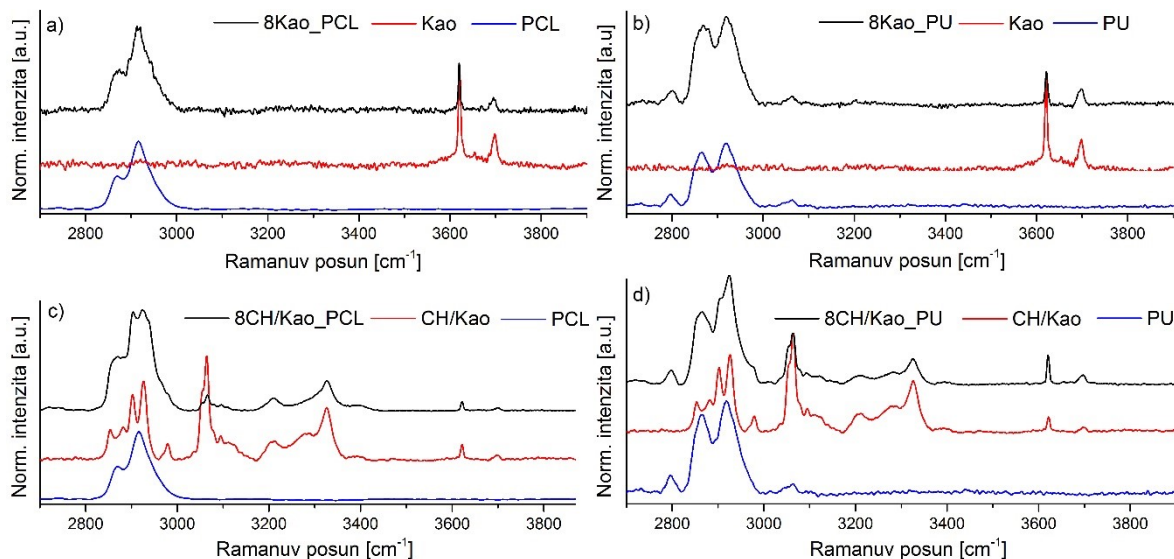 a) 8Kao_PCL Kao PCL
Norm. intenzita [a.u.]
2800 3000 3200 3400 3600 3800
Ramanuv posun [cm-1]
b) 8Kao_PU Kao PU
Norm. intenzita [a.u.]
2800 3000 3200 3400 3600 3800
Ramanuv posun [cm-1]
c) 8CH/Kao_PCL CH/Kao PCL
Norm. intenzita [a.u.]
2800 3000 3200 3400 3600 3800
Ramanuv posun [cm-1]
d) 8CH/Kao_PU CH/Kao PU
Norm. intenzita [a.u.]
2800 3000 3200 3400 3600 3800
Ramanuv posun [cm-1]